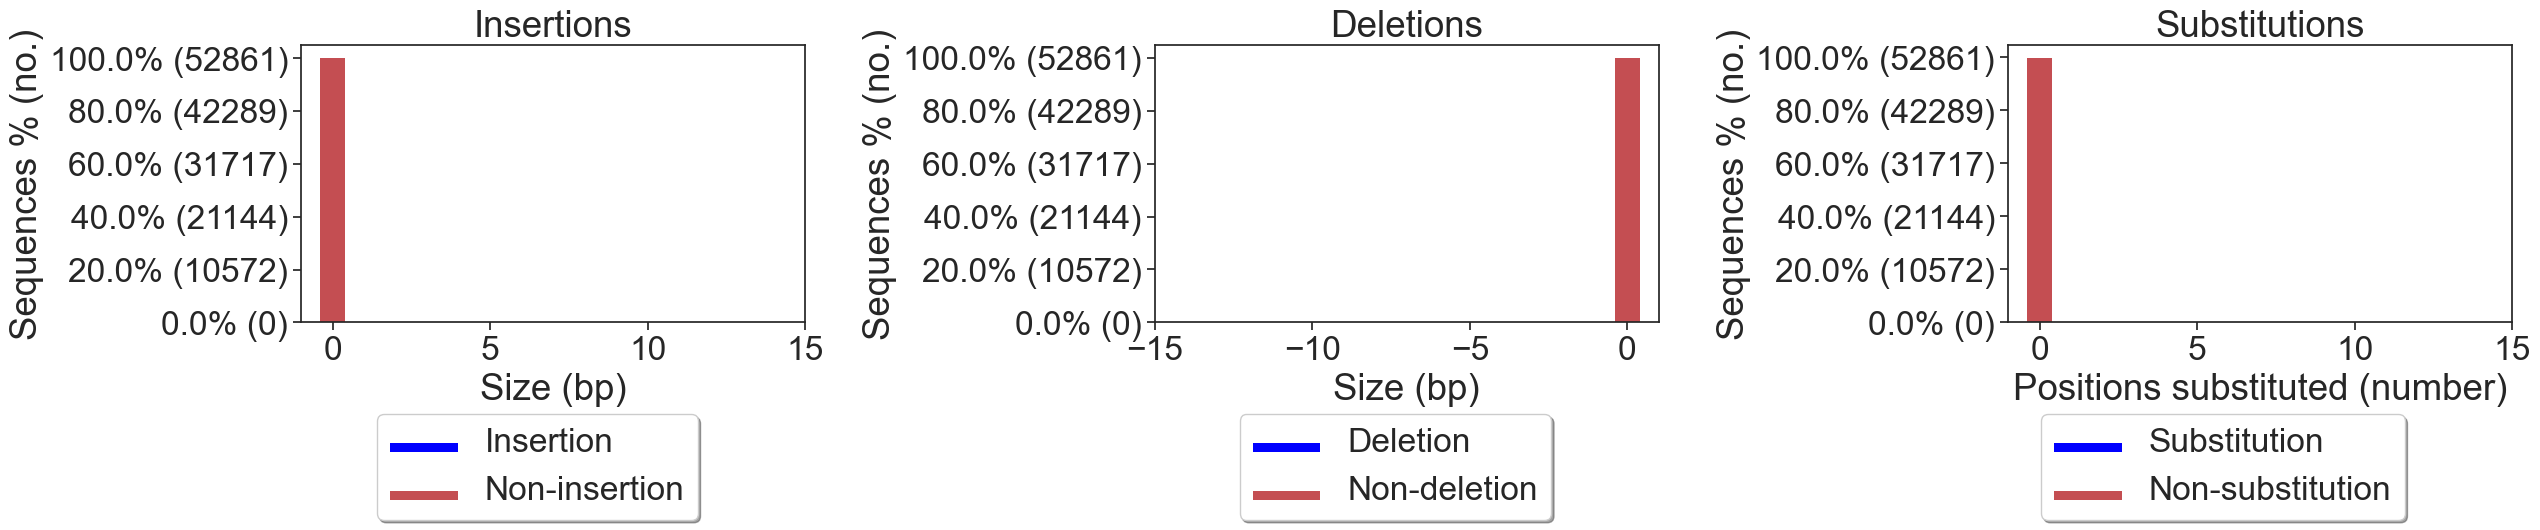 Insertions
Sequences % (no.)
100.0% (52861)
80.0% (42289)
60.0% (31717)
40.0% (21144)
20.0% (10572)
0.0% (0)
0 5 10 15
Size (bp)
Insertion
Non-insertion
Deletions
Sequences % (no.)
100.0% (52861)
80.0% (42289)
60.0% (31717)
40.0% (21144)
20.0% (10572)
0.0% (0)
−15 −10 −5 0
Size (bp)
Deletion
Non-deletion
Substitutions
Sequences % (no.)
100.0% (52861)
80.0% (42289)
60.0% (31717)
40.0% (21144)
20.0% (10572)
0.0% (0)
0 5 10 15
Positions substituted (number)
Substitution
Non-substitution